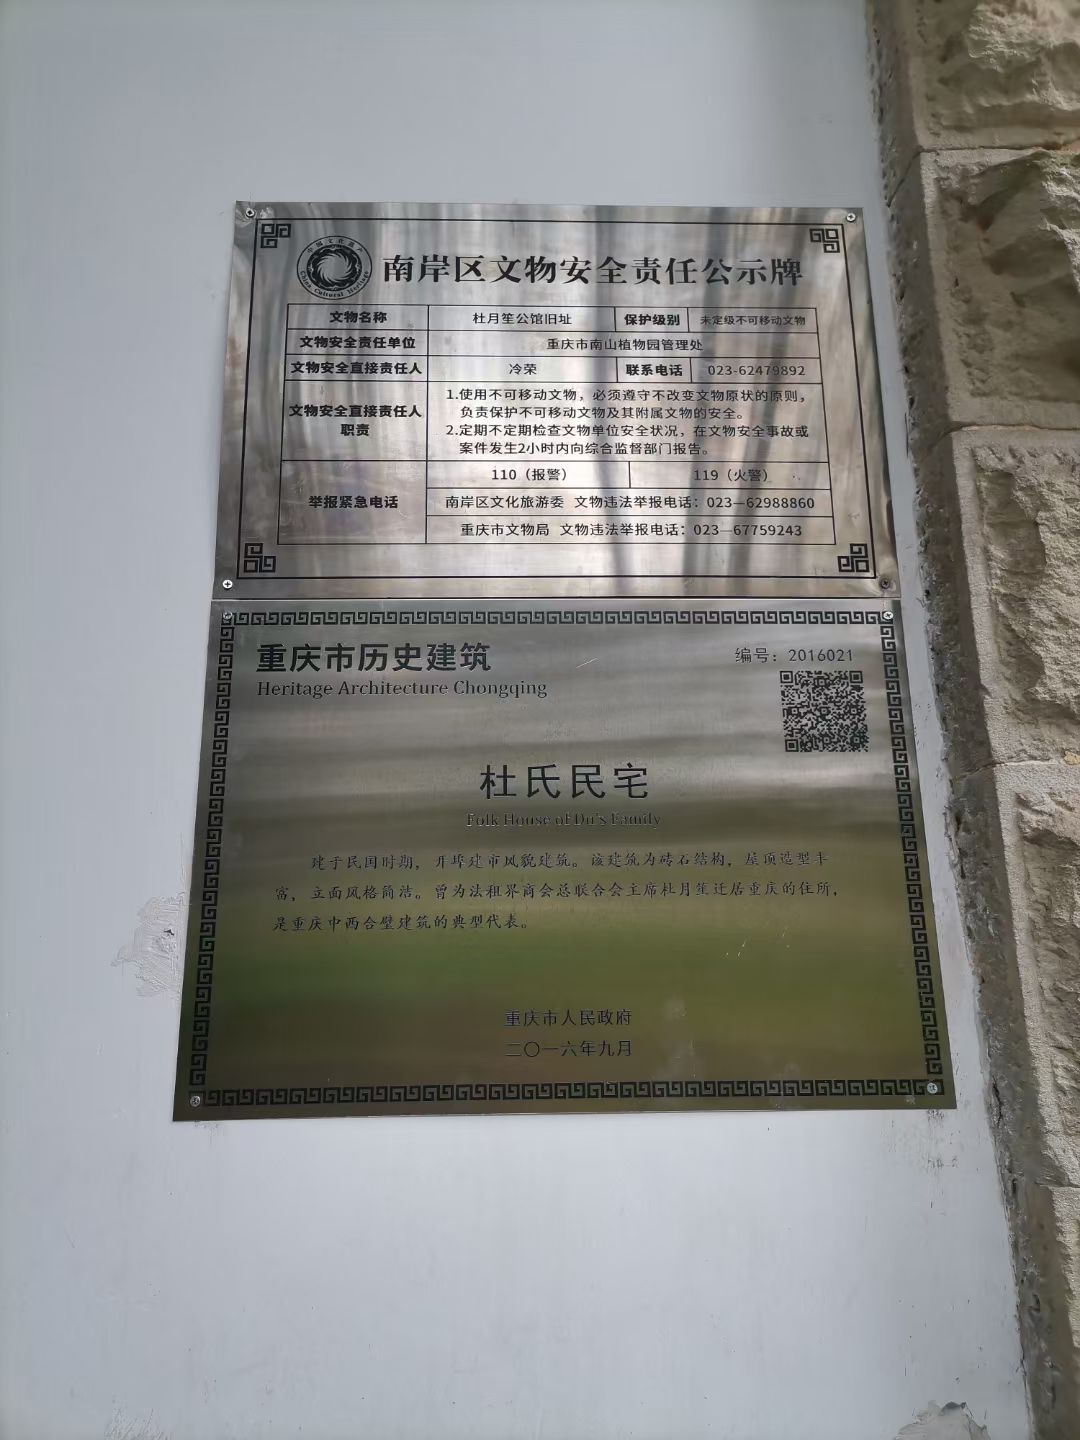 中国文化遗产
China Cultural Heritage
南岸区文物安全责任公示牌
文物名称 杜月笙公馆旧址 保护级别 未定级不可移动文物
文物安全责任单位 重庆市南山植物园管理处
文物安全直接责任人 冷荣 联系电话 023-62479892
文物安全直接责任人
职责
1.使用不可移动文物，必须遵守不改变文物原状的原则，
负责保护不可移动文物及其附属文物的安全。
2.定期不定期检查文物单位安全状况，在文物安全事故或
案件发生2小时内向综合监督部门报告。
举报紧急电话
110（报警） 119（火警）
南岸区文化旅游委 文物违法举报电话：023—62988860
重庆市文物局 文物违法举报电话：023—67759243
重庆市历史建筑
Heritage Architecture Chongqing
编号：2016021
杜氏民宅
Folk House of Du's Family
建于民国时期，开埠建市风貌建筑。该建筑为砖石结构，屋顶造型丰
富，立面风格简洁。曾为法租界商会总联合会主席杜月笙迁居重庆的住所，
是重庆中西合璧建筑的典型代表。
重庆市人民政府
二〇一六年九月